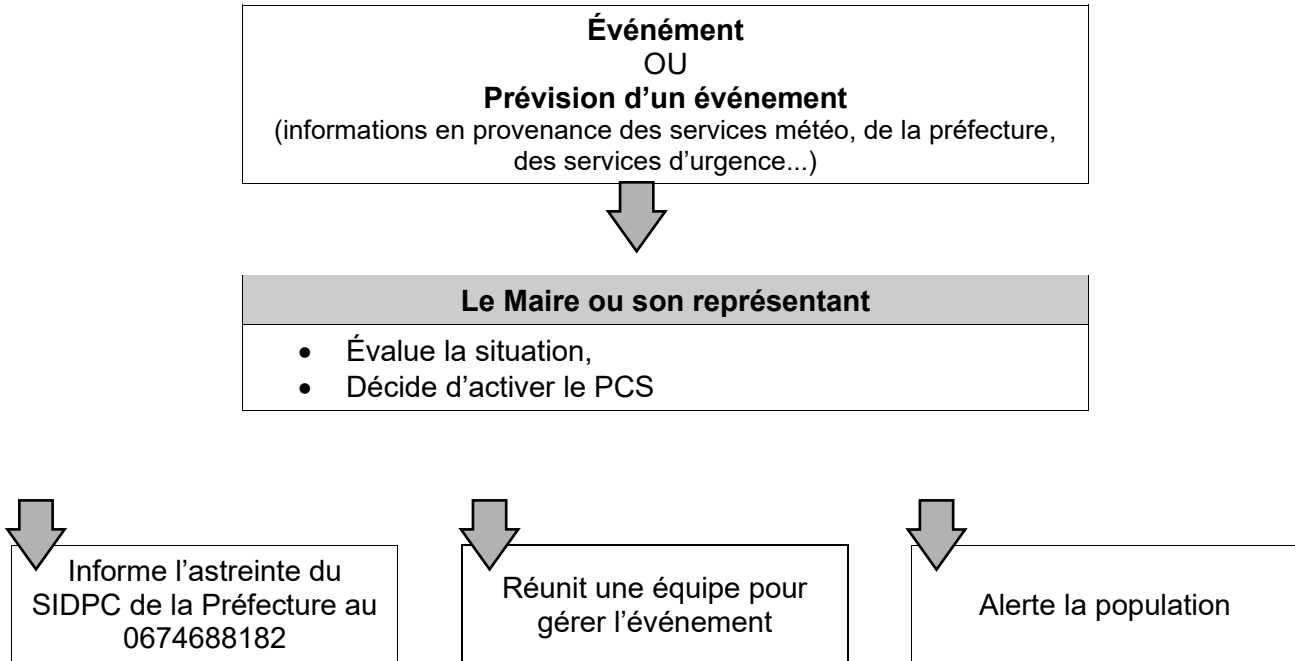 Événément
OU
Prévision d’un événement
(informations en provenance des services météo, de la préfecture,
des services d’urgence...)
Le Maire ou son représentant
• Évalue la situation,
• Décide d’activer le PCS
Informe l’astreinte du
SIDPC de la Préfecture au
0674688182
Réunit une équipe pour
gérer l’événement
Alerte la population